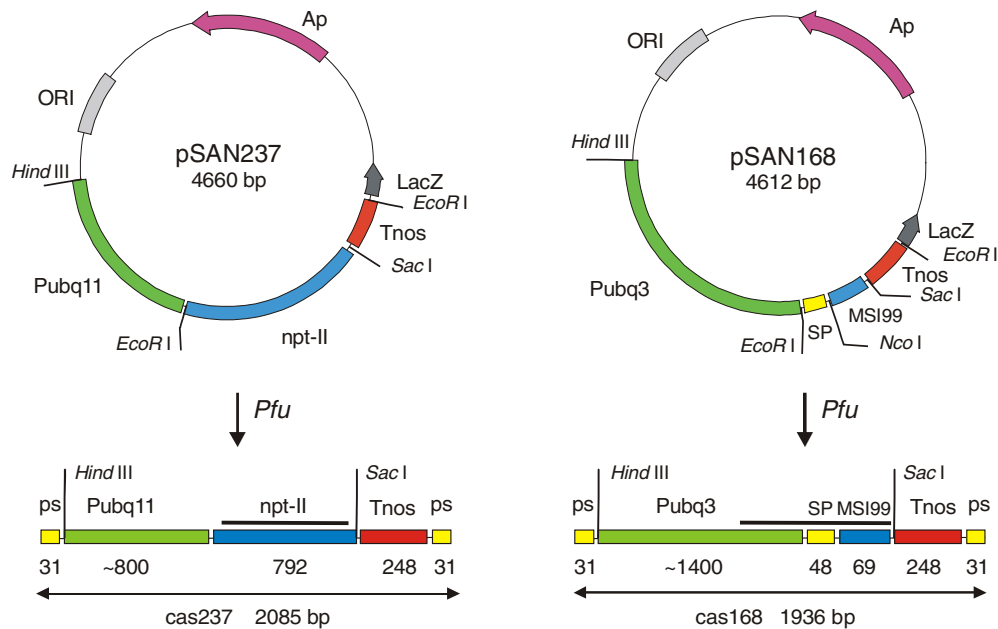 Ap
ORI
pSAN237
4660 bp
Hind III
LacZ
EcoR I
Tnos
Sac I
Pubq11
npt-II
EcoR I
Pfu
Hind III
Sac I
ps
Pubq11
npt-II
Tnos
ps
31
~800
792
248
31
cas237 2085 bp
Ap
ORI
pSAN168
4612 bp
Hind III
LacZ
EcoR I
Tnos
Sac I
Pubq3
MSI99
SP
EcoR I
Nco I
Pfu
Hind III
Sac I
ps
Pubq3
SP MSI99
Tnos
ps
31
~1400
48
69
248
31
cas168 1936 bp